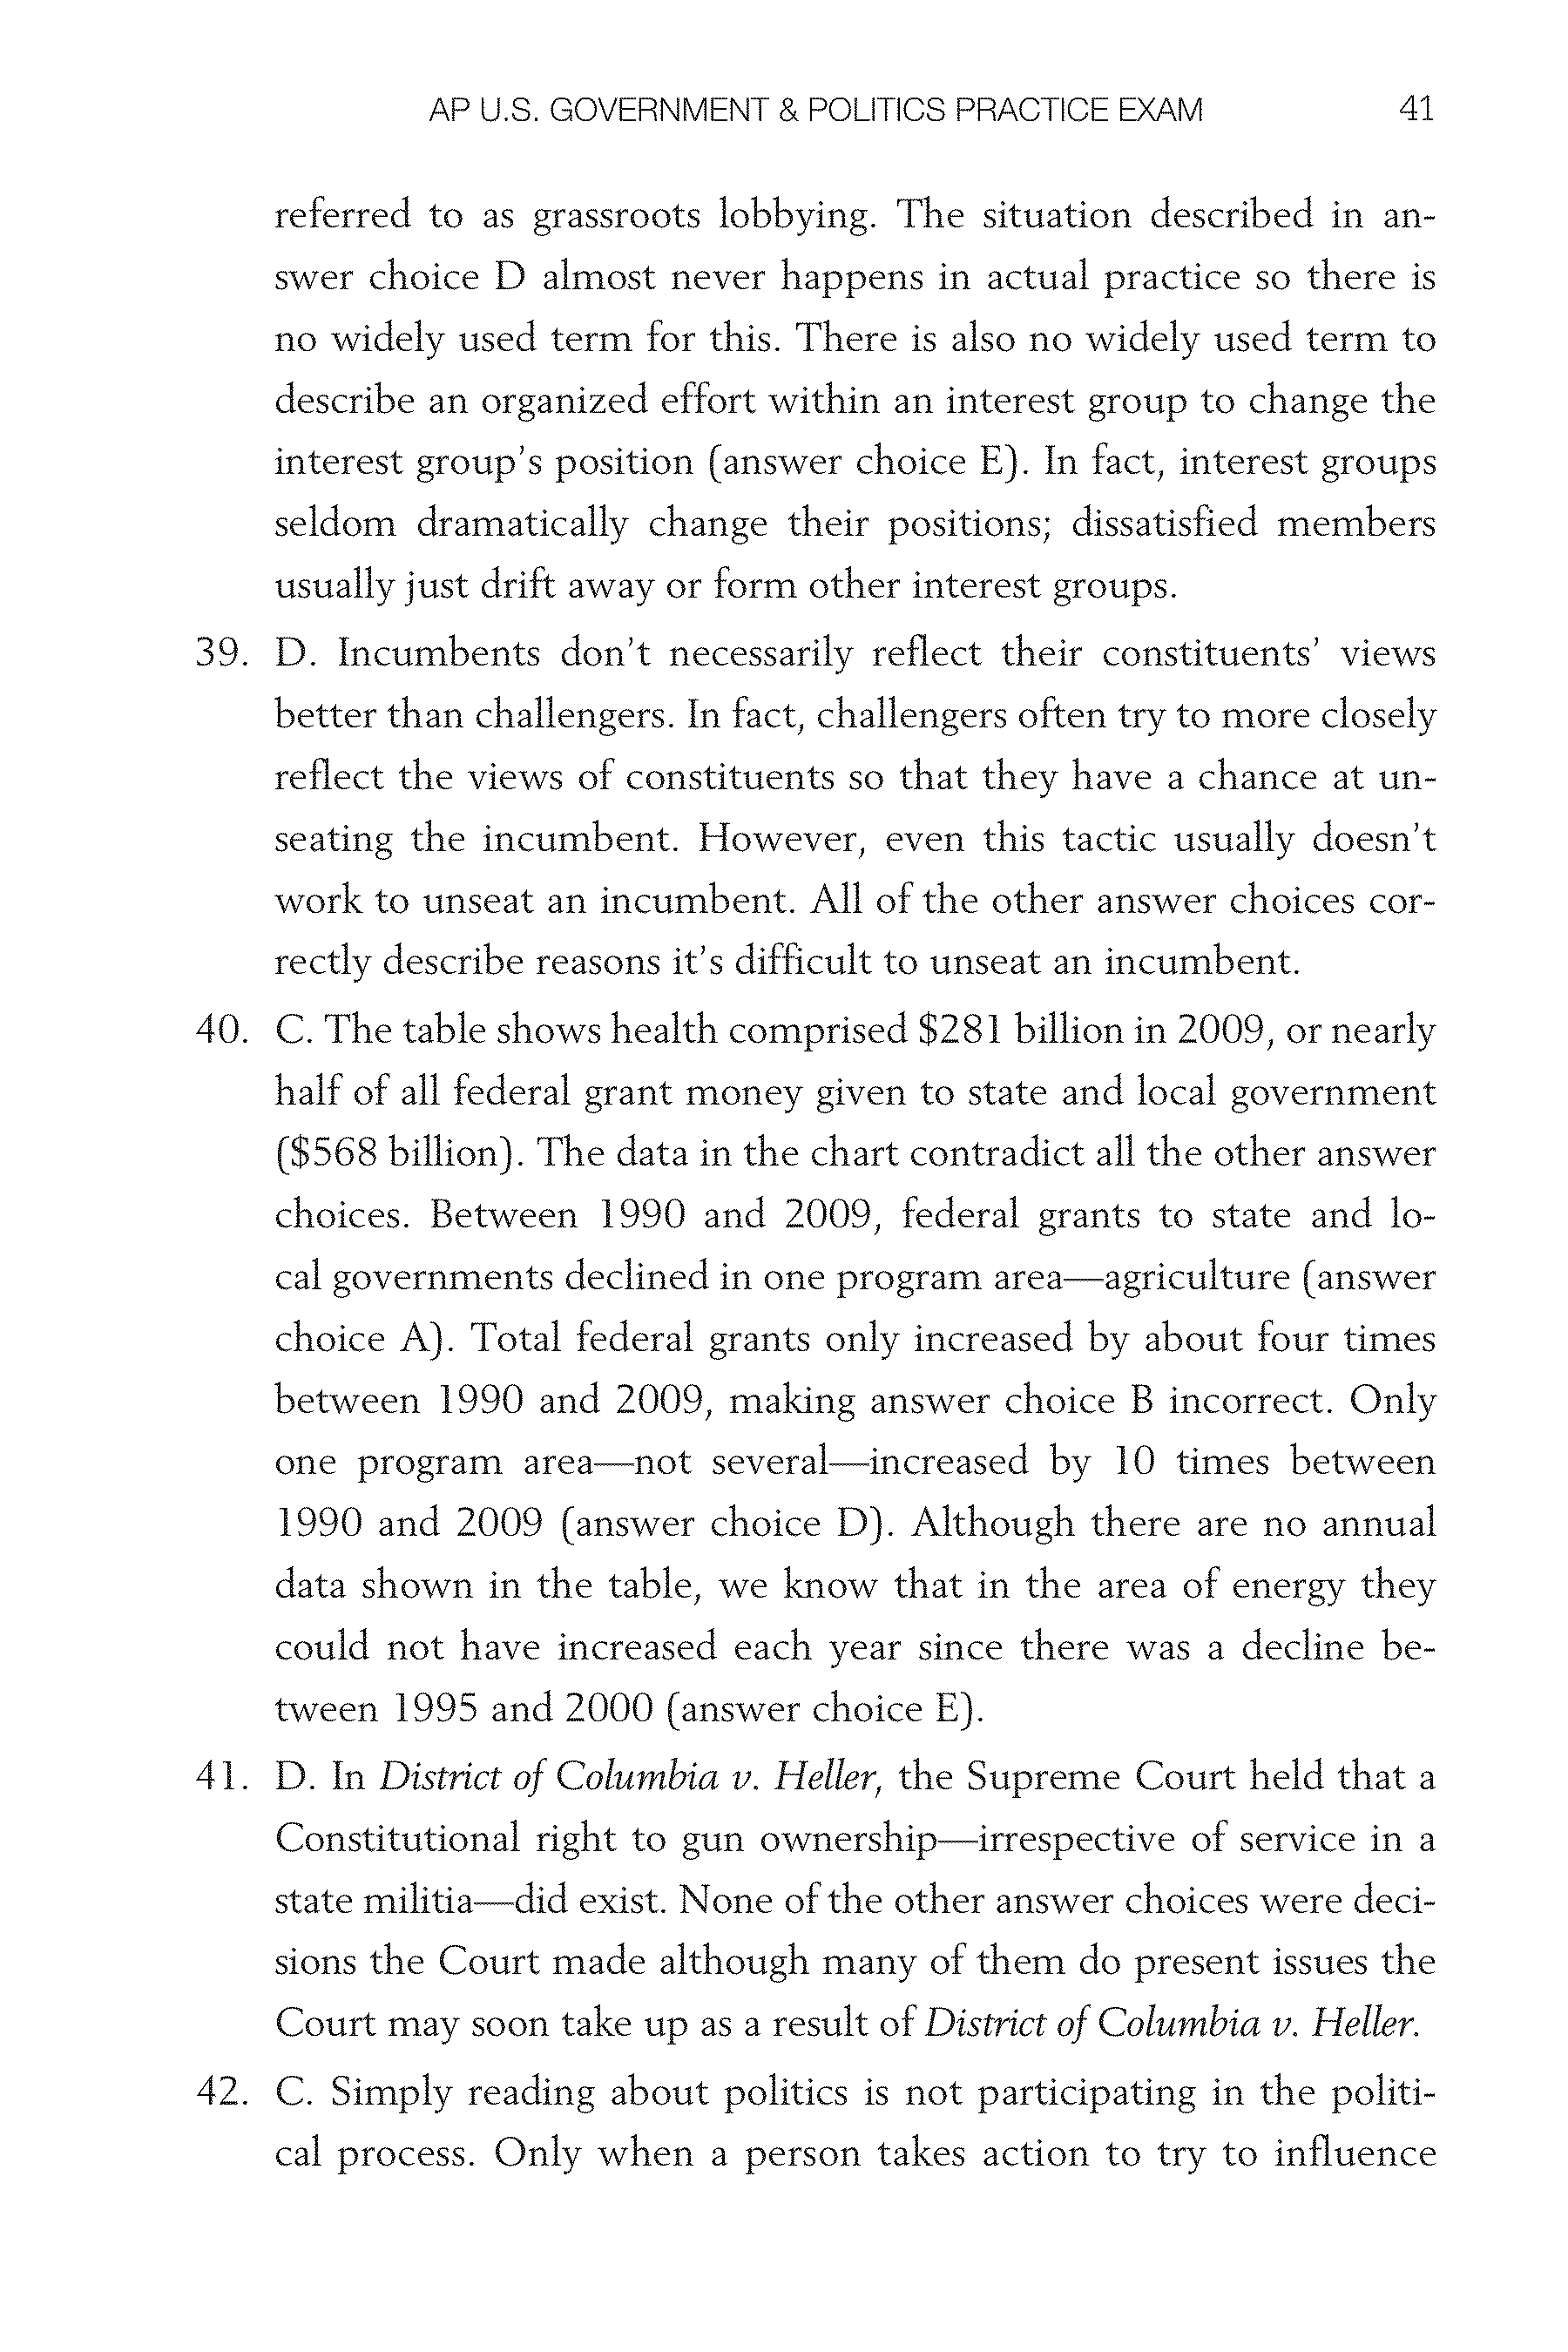 AP U.S. GOVERNMENT & POLITICS PRACTICE EXAM 41
referred to as grassroots lobbying. The situation described in an-
swer choice D almost never happens in actual practice so there is
no widely used term for this. There is also no widely used term to
describe an organized effort within an interest group to change the
interest group’s position (answer choice E). In fact, interest groups
seldom dramatically change their positions; dissatisfied members
usually just drift away or form other interest groups.
39. D. Incumbents don’t necessarily reflect their constituents’ views
better than challengers. In fact, challengers often try to more closely
reflect the views of constituents so that they have a chance at un-
seating the incumbent. However, even this tactic usually doesn’t
work to unseat an incumbent. All of the other answer choices cor-
rectly describe reasons it’s difficult to unseat an incumbent.
40. C. The table shows health comprised $281 billion in 2009, or nearly
half of all federal grant money given to state and local government
($568 billion). The data in the chart contradict all the other answer
choices. Between 1990 and 2009, federal grants to state and lo-
cal governments declined in one program area—agriculture (answer
choice A). Total federal grants only increased by about four times
between 1990 and 2009, making answer choice B incorrect. Only
one program area—not several—increased by 10 times between
1990 and 2009 (answer choice D). Although there are no annual
data shown in the table, we know that in the area of energy they
could not have increased each year since there was a decline be-
tween 1995 and 2000 (answer choice E).
41. D. In District of Columbia v. Heller, the Supreme Court held that a
Constitutional right to gun ownership—irrespective of service in a
state militia—did exist. None of the other answer choices were deci-
sions the Court made although many of them do present issues the
Court may soon take up as a result of District of Columbia v. Heller.
42. C. Simply reading about politics is not participating in the politi-
cal process. Only when a person takes action to try to influence